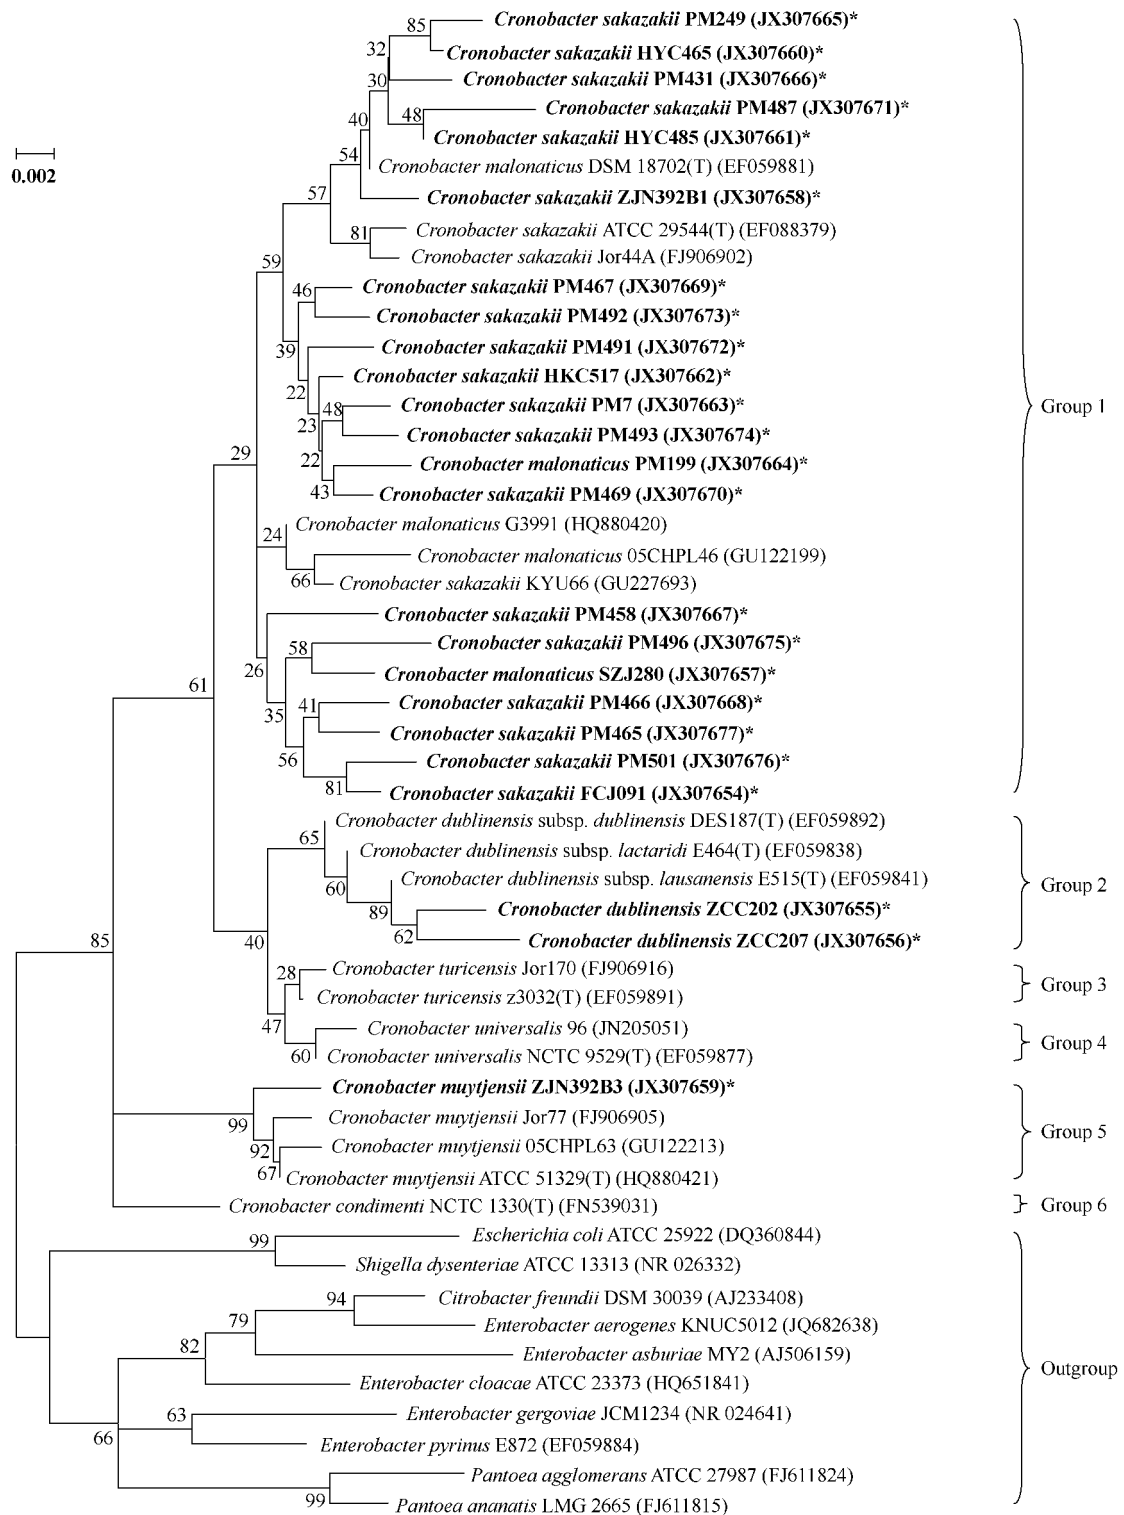 85 Cronobacter sakazakii PM249 (JX307665)*
32 Cronobacter sakazakii HYC465 (JX307660)*
30 Cronobacter sakazakii PM431 (JX307666)*
48 Cronobacter sakazakii PM487 (JX307671)*
40 Cronobacter sakazakii HYC485 (JX307661)*
54 Cronobacter malonaticus DSM 18702(T) (EF059881)
0.002
57 Cronobacter sakazakii ZJN392B1 (JX307658)*
81 Cronobacter sakazakii ATCC 29544(T) (EF088379)
Cronobacter sakazakii Jor44A (FJ906902)
59
46 Cronobacter sakazakii PM467 (JX307669)*
Cronobacter sakazakii PM492 (JX307673)*
39 Cronobacter sakazakii PM491 (JX307672)*
22 Cronobacter sakazakii HKC517 (JX307662)*
48 Cronobacter sakazakii PM7 (JX307663)*
Group 1
23 Cronobacter sakazakii PM493 (JX307674)*
22 Cronobacter malonaticus PM199 (JX307664)*
29
43 Cronobacter sakazakii PM469 (JX307670)*
Cronobacter malonaticus G3991 (HQ880420)
24
Cronobacter malonaticus 05CHPL46 (GU122199)
66 Cronobacter sakazakii KYU66 (GU227693)
Cronobacter sakazakii PM458 (JX307667)*
58 Cronobacter sakazakii PM496 (JX307675)*
26 Cronobacter malonaticus SZJ280 (JX307657)*
61
41 Cronobacter sakazakii PM466 (JX307668)*
35 Cronobacter sakazakii PM465 (JX307677)*
56 Cronobacter sakazakii PM501 (JX307676)*
81 Cronobacter sakazakii FCJ091 (JX307654)*
Cronobacter dublinensis subsp. dublinensis DES187(T) (EF059892)
65
Cronobacter dublinensis subsp. lactaridi E464(T) (EF059838)
60 Cronobacter dublinensis subsp. lausanensis E515(T) (EF059841)
Group 2
89 Cronobacter dublinensis ZCC202 (JX307655)*
62 Cronobacter dublinensis ZCC207 (JX307656)*
85
40
28 Cronobacter turicensis Jor170 (FJ906916)
Group 3
Cronobacter turicensis z3032(T) (EF059891)
47 Cronobacter universalis 96 (JN205051)
Group 4
60 Cronobacter universalis NCTC 9529(T) (EF059877)
Cronobacter muytjensii ZJN392B3 (JX307659)*
99 Cronobacter muytjensii Jor77 (FJ906905)
Group 5
92 Cronobacter muytjensii 05CHPL63 (GU122213)
67 Cronobacter muytjensii ATCC 51329(T) (HQ880421)
Cronobacter condimenti NCTC 1330(T) (FN539031)
Group 6
99 Escherichia coli ATCC 25922 (DQ360844)
Shigella dysenteriae ATCC 13313 (NR 026332)
94 Citrobacter freundii DSM 30039 (AJ233408)
79 Enterobacter aerogenes KNUC5012 (JQ682638)
82 Enterobacter asburiae MY2 (AJ506159)
Outgroup
Enterobacter cloacae ATCC 23373 (HQ651841)
63 Enterobacter gergoviae JCM1234 (NR 024641)
66 Enterobacter pyrinus E872 (EF059884)
Pantoea agglomerans ATCC 27987 (FJ611824)
99 Pantoea ananatis LMG 2665 (FJ611815)